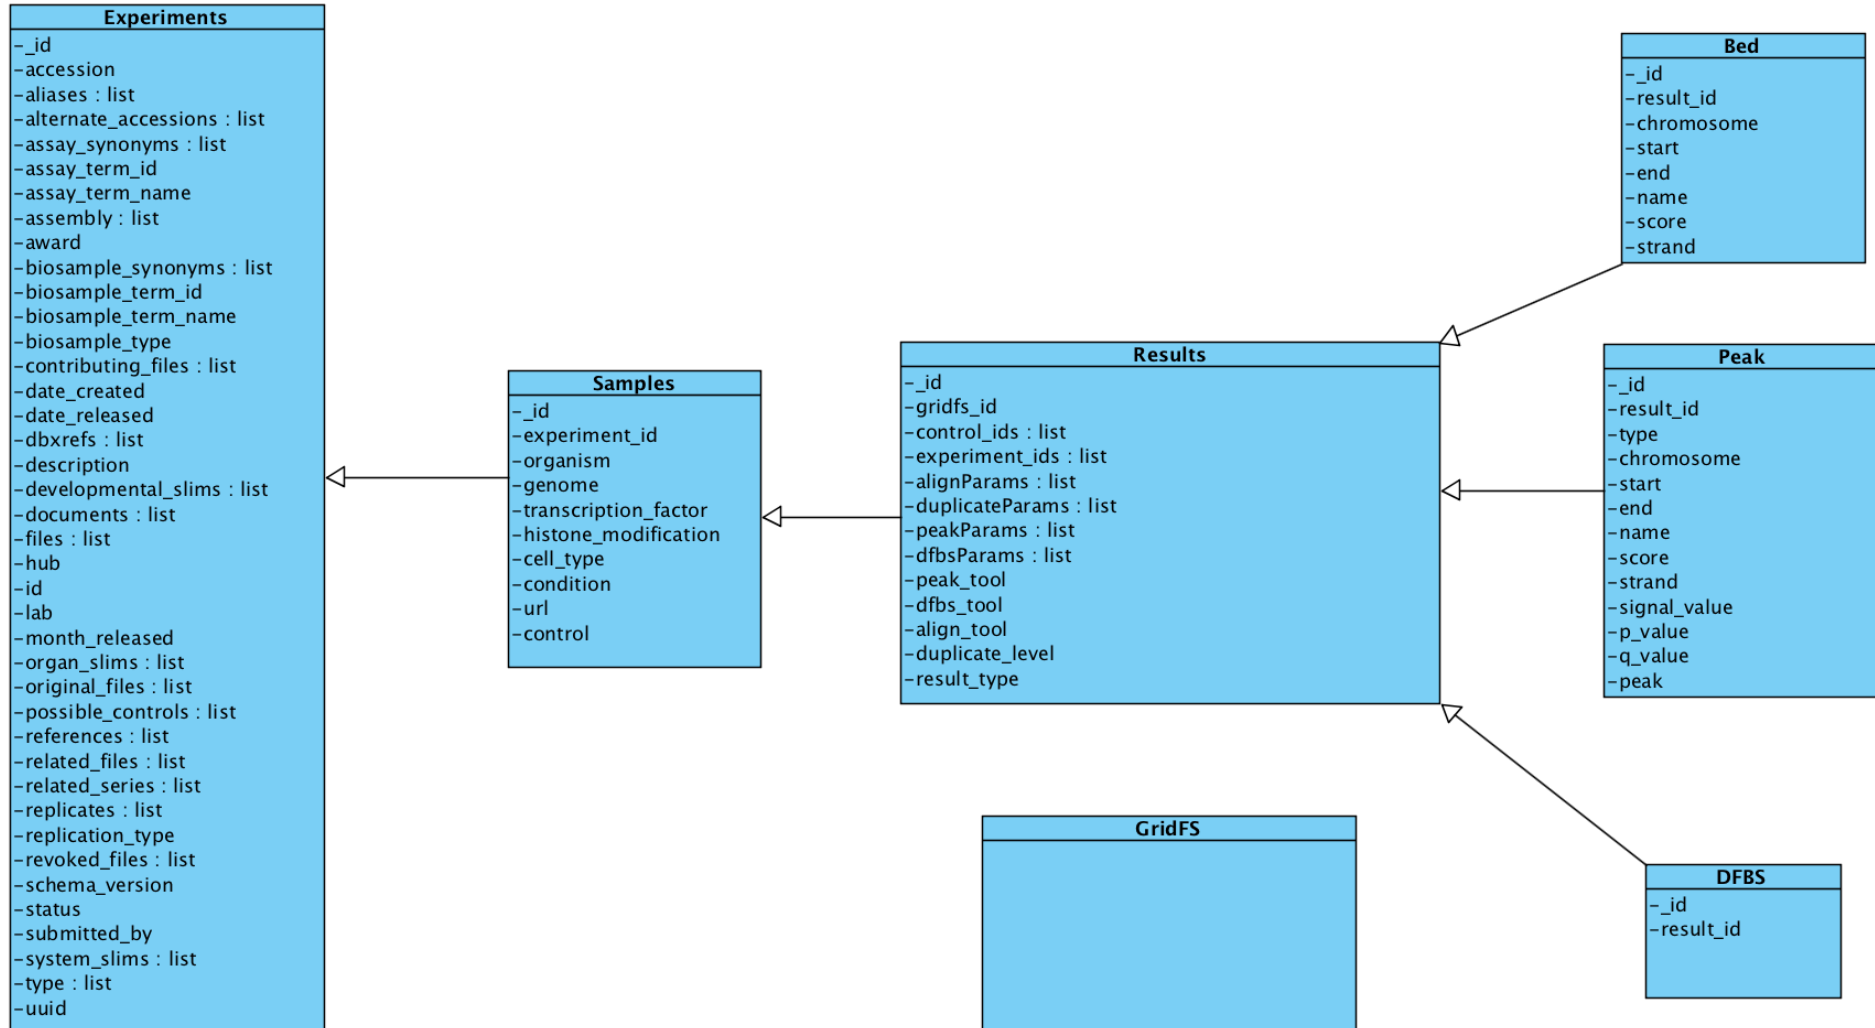 Experiments
-_id
-accession
-aliases : list
-alternate_accessions : list
-assay_synonyms : list
-assay_term_id
-assay_term_name
-assembly : list
-award
-biosample_synonyms : list
-biosample_term_id
-biosample_term_name
-biosample_type
-contributing_files : list
-date_created
-date_released
-dbxrefs : list
-description
-developmental_slims : list
-documents : list
-files : list
-hub
-id
-lab
-month_released
-organ_slims : list
-original_files : list
-possible_controls : list
-references : list
-related_files : list
-related_series : list
-replicates : list
-replication_type
-revoked_files : list
-schema_version
-status
-submitted_by
-system_slims : list
-type : list
-uuid
Samples
-_id
-experiment_id
-organism
-genome
-transcription_factor
-histone_modification
-cell_type
-condition
-url
-control
Results
-_id
-gridfs_id
-control_ids : list
-experiment_ids : list
-alignParams : list
-duplicateParams : list
-peakParams : list
-dfbsParams : list
-peak_tool
-dfbs_tool
-align_tool
-duplicate_level
-result_type
GridFS
Bed
-_id
-result_id
-chromosome
-start
-end
-name
-score
-strand
Peak
-_id
-result_id
-type
-chromosome
-start
-end
-name
-score
-strand
-signal_value
-p_value
-q_value
-peak
DFBS
-_id
-result_id